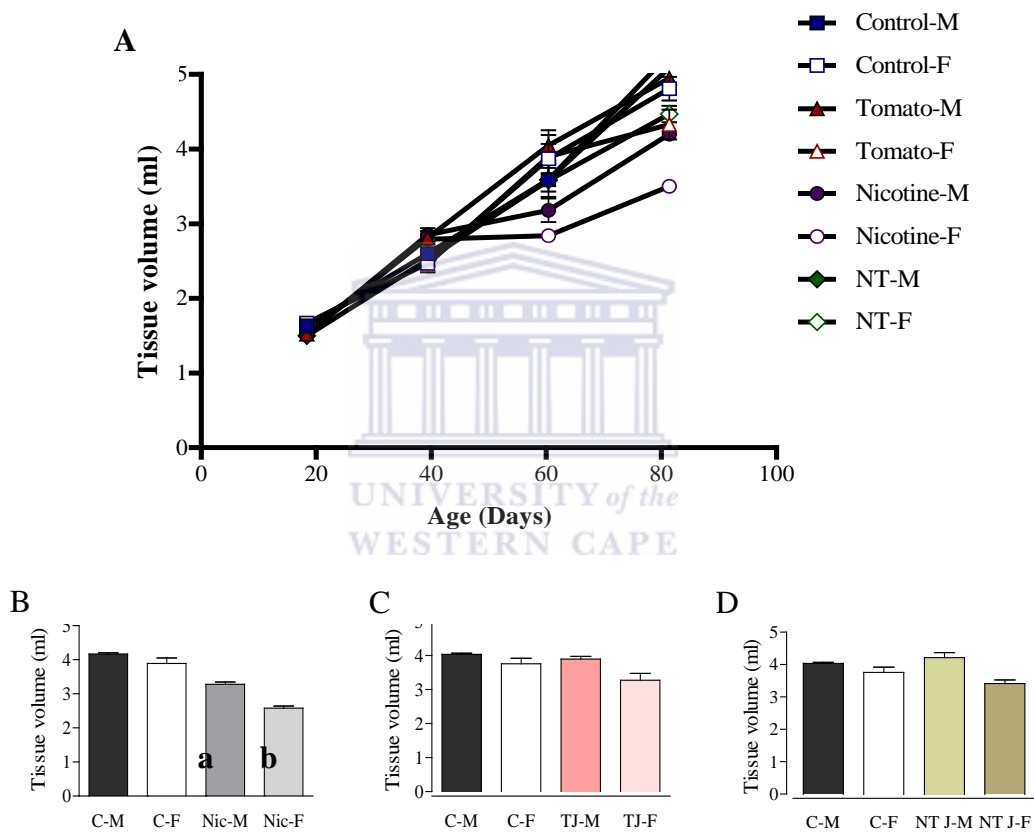 A
Control-M
Control-F
Tomato-M
Tomato-F
Nicotine-M
Nicotine-F
NT-M
NT-F
Tissue volume (ml)
5
4
3
2
1
0
0 20 40 60 80 100
Age (Days)
UNIVERSITY of the
WESTERN CAPE
B
Tissue volume (ml)
5
4
3
2
1
0
a b
C-M C-F Nic-M Nic-F
C
Tissue volume (ml)
5
4
3
2
1
0
C-M C-F TJ-M TJ-F
D
Tissue volume (ml)
5
4
3
2
1
0
C-M C-F NT J-M NT J-F